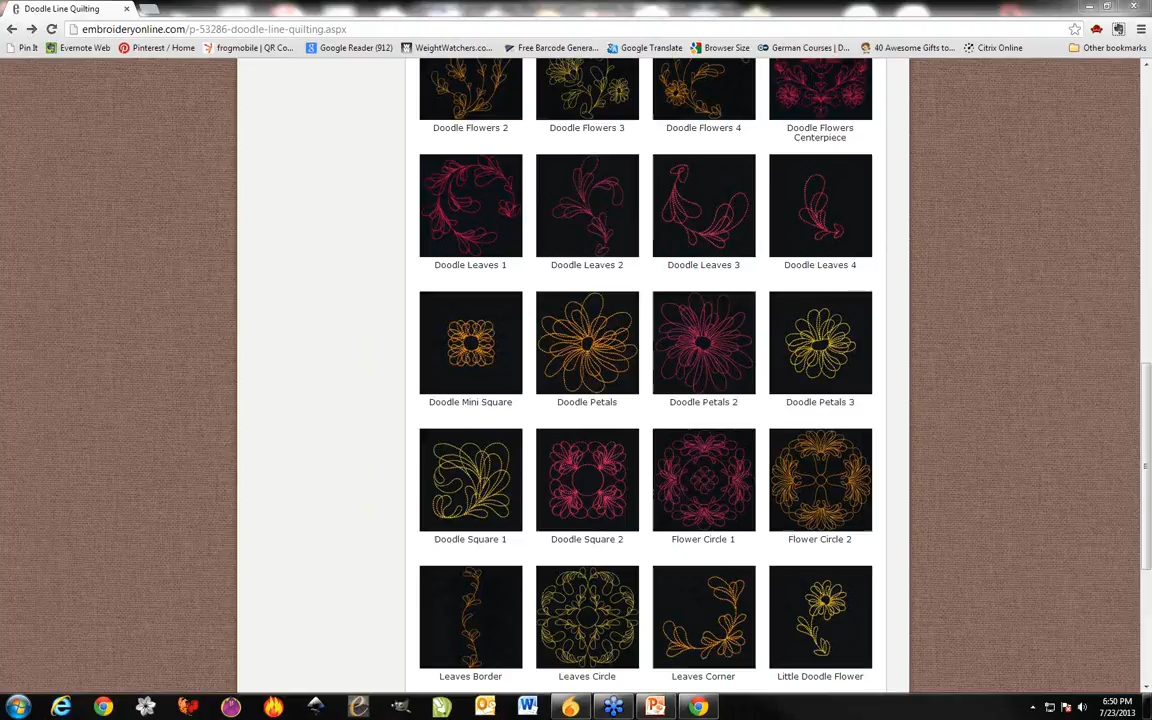 Doodle Line Quilting
embroideryonline.com/p-53286-doodle-line-quilting.aspx
Pin It
Evernote Web
Pinterest / Home
frogmobile | QR Co...
Google Reader (912)
WeightWatchers.co...
Free Barcode Genera...
Google Translate
Browser Size
German Courses | D...
40 Awesome Gifts to...
Citrix Online
Other bookmarks
Doodle Flowers 2
Doodle Flowers 3
Doodle Flowers 4
Doodle Flowers
Centerpiece
Doodle Leaves 1
Doodle Leaves 2
Doodle Leaves 3
Doodle Leaves 4
Doodle Mini Square
Doodle Petals
Doodle Petals 2
Doodle Petals 3
Doodle Square 1
Doodle Square 2
Flower Circle 1
Flower Circle 2
Leaves Border
Leaves Circle
Leaves Corner
Little Doodle Flower
6:50 PM
7/23/2013